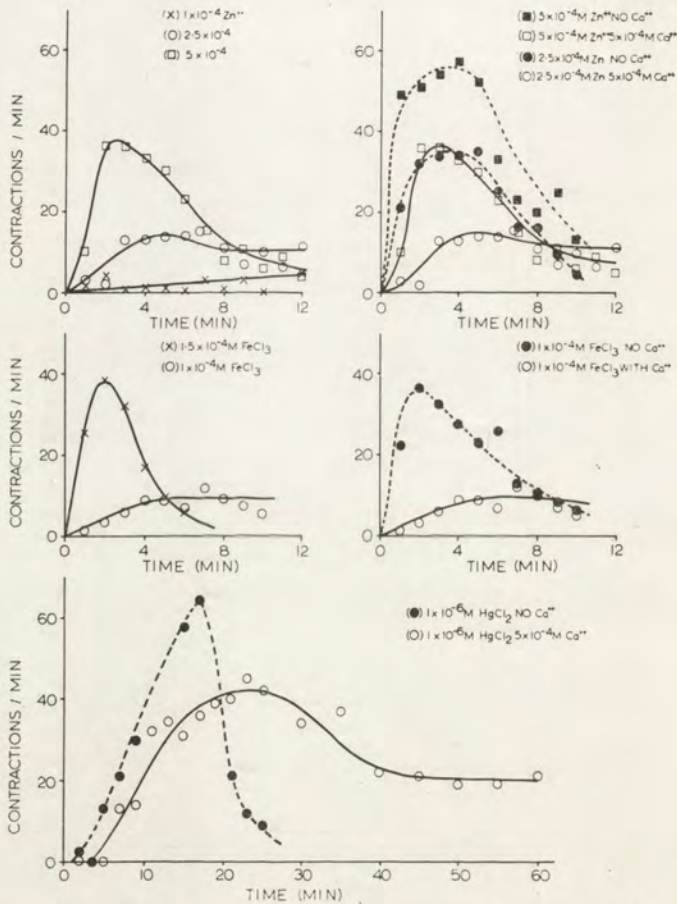 (X) 1×10⁻⁴ Zn⁺⁺
(O) 2·5×10⁻⁴
(□) 5×10⁻⁴
CONTRACTIONS / MIN
60
40
20
0
0 4 8 12
TIME (MIN)
(■) 5×10⁻⁴M Zn⁺⁺ NO Ca⁺⁺
(□) 5×10⁻⁴M Zn⁺⁺ 5×10⁻⁴M Ca⁺⁺
(●) 2·5×10⁻⁴M Zn NO Ca⁺⁺
(O) 2·5×10⁻⁴M Zn 5×10⁻⁴M Ca⁺⁺
60
40
20
0
0 4 8 12
TIME (MIN)
(X) 1·5×10⁻⁴M FeCl₃
(O) 1×10⁻⁴M FeCl₃
CONTRACTIONS / MIN
40
20
0
0 4 8 12
TIME (MIN)
(●) 1×10⁻⁴M FeCl₃ NO Ca⁺⁺
(O) 1×10⁻⁴M FeCl₃ WITH Ca⁺⁺
40
20
0
0 4 8 12
TIME (MIN)
(●) 1×10⁻⁶M HgCl₂ NO Ca⁺⁺
(O) 1×10⁻⁶M HgCl₂ 5×10⁻⁴M Ca⁺⁺
CONTRACTIONS / MIN
60
40
20
0
0 10 20 30 40 50 60
TIME (MIN)